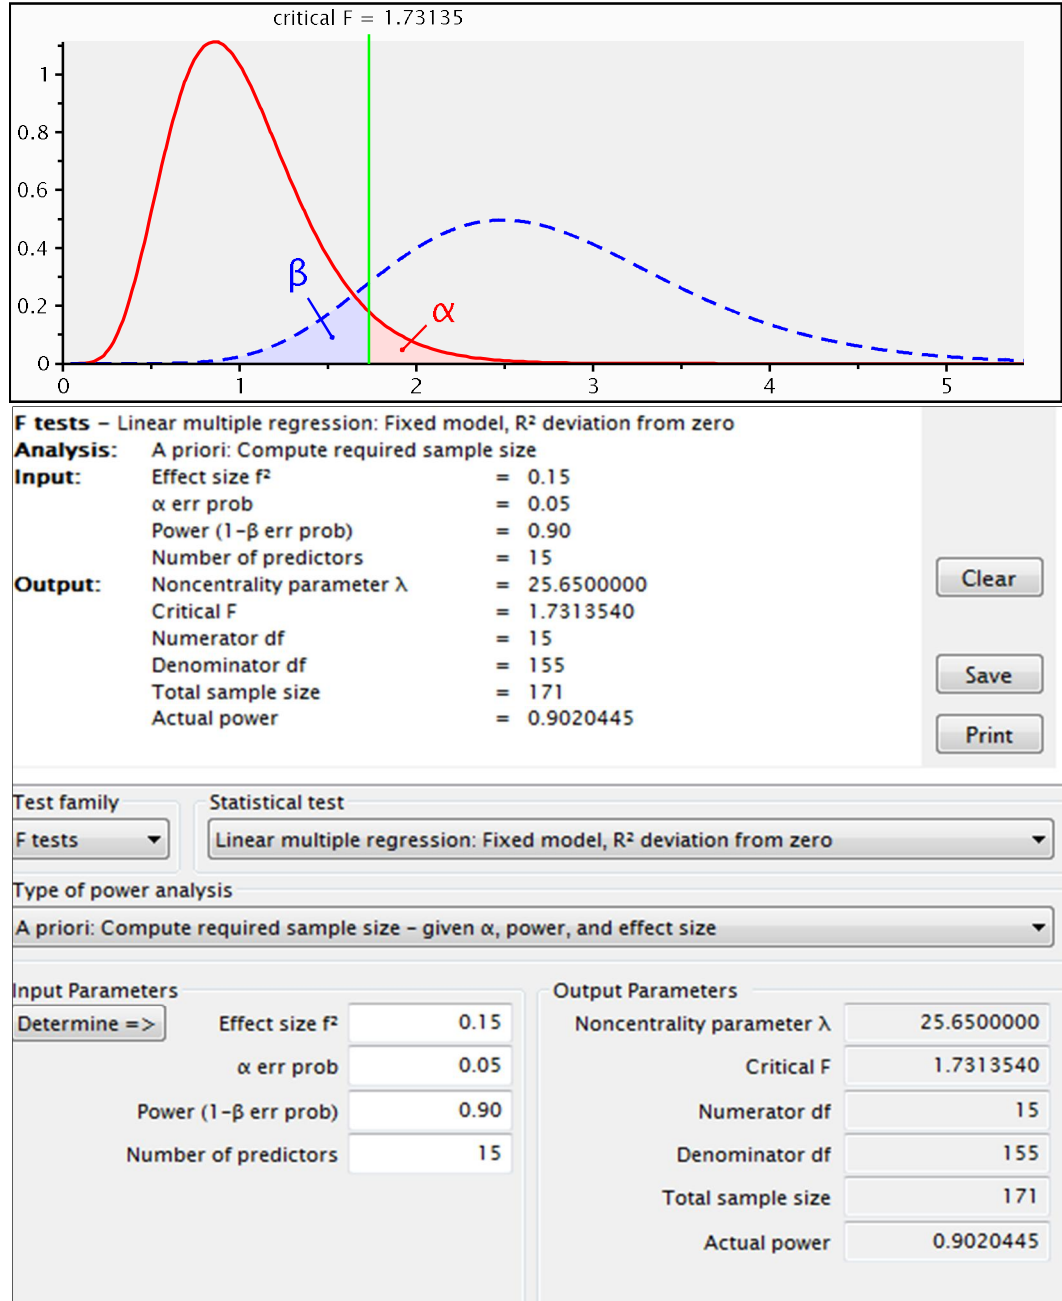 critical F = 1.73135
1
0.8
0.6
0.4
0.2
0
β
α
0 1 2 3 4 5
F tests – Linear multiple regression: Fixed model, R² deviation from zero
Analysis: A priori: Compute required sample size
Input: Effect size f² = 0.15
α err prob = 0.05
Power (1-β err prob) = 0.90
Number of predictors = 15
Output: Noncentrality parameter λ = 25.6500000
Critical F = 1.7313540
Numerator df = 15
Denominator df = 155
Total sample size = 171
Actual power = 0.9020445
Clear
Save
Print
Test family Statistical test
F tests Linear multiple regression: Fixed model, R² deviation from zero
Type of power analysis
A priori: Compute required sample size – given α, power, and effect size
Input Parameters
Determine => Effect size f² 0.15
α err prob 0.05
Power (1-β err prob) 0.90
Number of predictors 15
Output Parameters
Noncentrality parameter λ 25.6500000
Critical F 1.7313540
Numerator df 15
Denominator df 155
Total sample size 171
Actual power 0.9020445